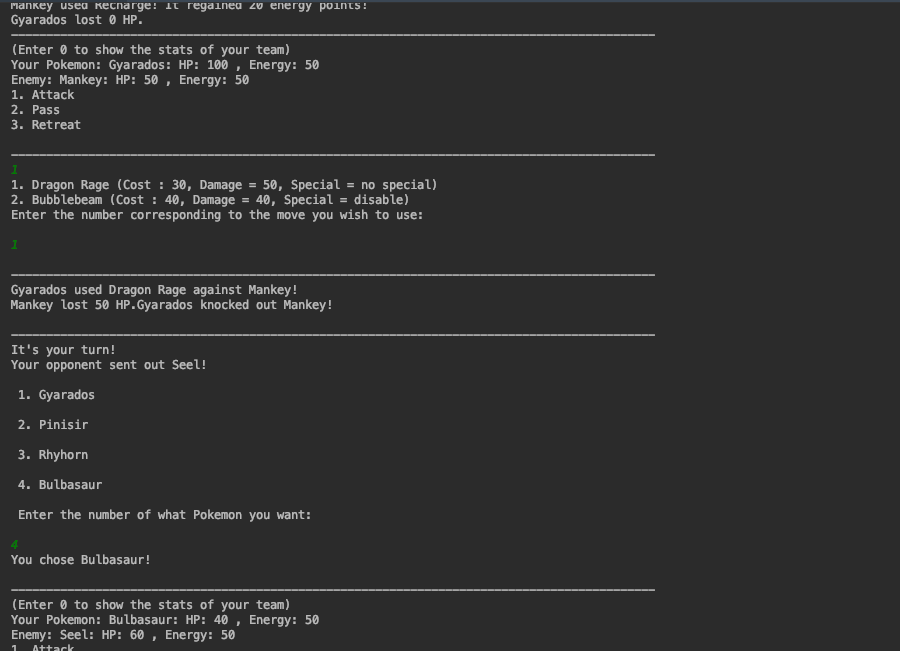 Mankey used Recharge! It regained 20 energy points!
Gyarados lost 0 HP.
(Enter 0 to show the stats of your team)
Your Pokemon: Gyarados: HP: 100 , Energy: 50
Enemy: Mankey: HP: 50 , Energy: 50
1. Attack
2. Pass
3. Retreat
1
1. Dragon Rage (Cost : 30, Damage = 50, Special = no special)
2. Bubblebeam (Cost : 40, Damage = 40, Special = disable)
Enter the number corresponding to the move you wish to use:
1
Gyarados used Dragon Rage against Mankey!
Mankey lost 50 HP.Gyarados knocked out Mankey!
It's your turn!
Your opponent sent out Seel!
1. Gyarados
2. Pinisir
3. Rhyhorn
4. Bulbasaur
Enter the number of what Pokemon you want:
4
You chose Bulbasaur!
(Enter 0 to show the stats of your team)
Your Pokemon: Bulbasaur: HP: 40 , Energy: 50
Enemy: Seel: HP: 60 , Energy: 50
1. Attack